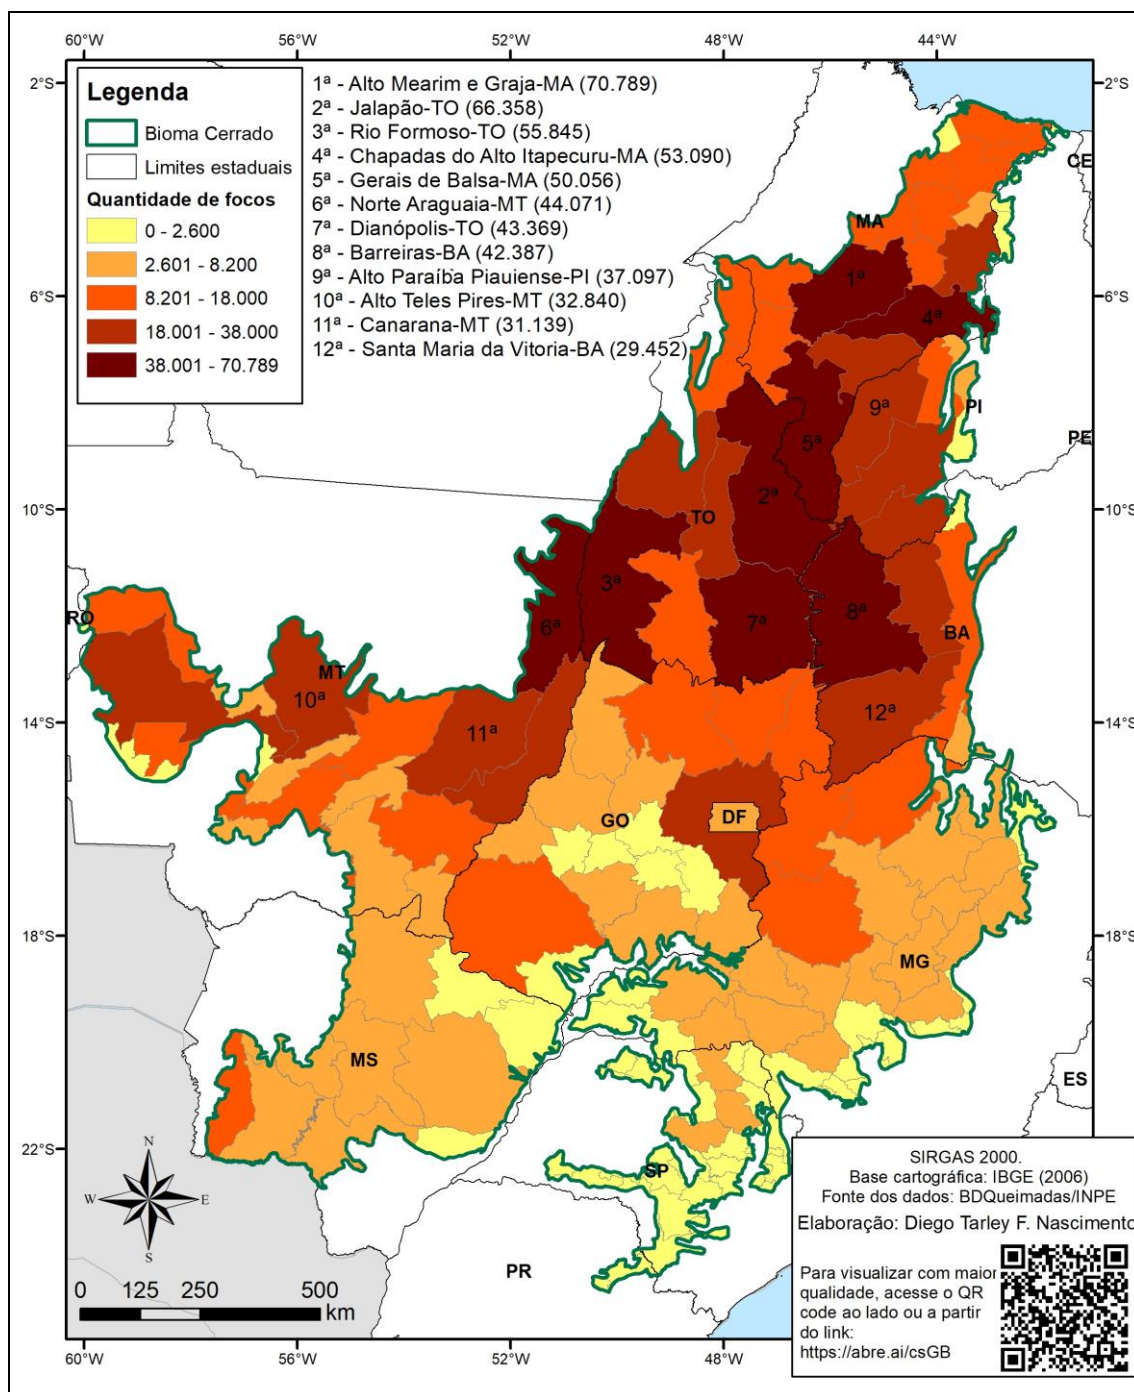 60°W 56°W 52°W 48°W 44°W
2°S 2°S
6°S 6°S
10°S 10°S
14°S 14°S
18°S 18°S
22°S
Legenda
Bioma Cerrado
Limites estaduais
Quantidade de focos
0 - 2.600
2.601 - 8.200
8.201 - 18.000
18.001 - 38.000
38.001 - 70.789
1ª - Alto Mearim e Graja-MA (70.789)
2ª - Jalapão-TO (66.358)
3ª - Rio Formoso-TO (55.845)
4ª - Chapadas do Alto Itapecuru-MA (53.090)
5ª - Gerais de Balsa-MA (50.056)
6ª - Norte Araguaia-MT (44.071)
7ª - Dianópolis-TO (43.369)
8ª - Barreiras-BA (42.387)
9ª - Alto Paraíba Piauiense-PI (37.097)
10ª - Alto Teles Pires-MT (32.840)
11ª - Canarana-MT (31.139)
12ª - Santa Maria da Vitoria-BA (29.452)
CE
MA
1ª
4ª
9ª
PI
PE
5ª
2ª
TO
3ª
6ª
7ª
8ª
BA
RO
MT
10ª
11ª
12ª
GO
DF
MG
MS
ES
SP
PR
N
W E
S
0 125 250 500
km
SIRGAS 2000.
Base cartográfica: IBGE (2006)
Fonte dos dados: BDQueimadas/INPE
Elaboração: Diego Tarley F. Nascimento
Para visualizar com maior
qualidade, acesse o QR
code ao lado ou a partir
do link:
https://abre.ai/csGB
60°W 56°W 52°W 48°W 44°W